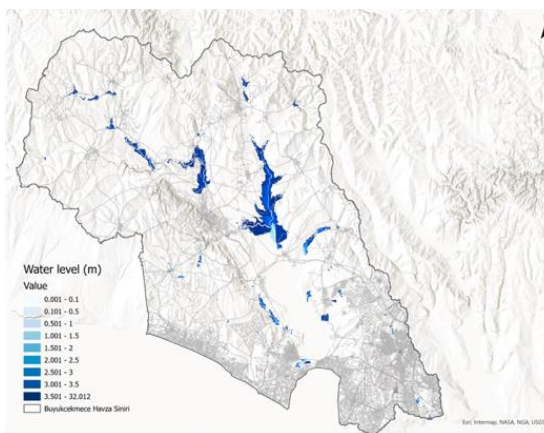 Water level (m)
Value
0.001 - 0.1
0.101 - 0.5
0.501 - 1
1.001 - 1.5
1.501 - 2
2.001 - 2.5
2.501 - 3
3.001 - 3.5
3.501 - 32.012
Buyukcekmece Havza Siniri
Esri, Intermap, NASA, NGA, USGS